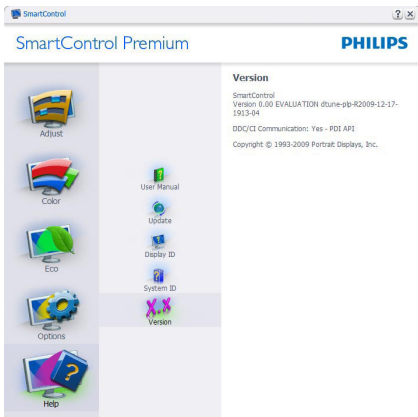 SmartControl
SmartControl Premium
PHILIPS
Adjust
Color
Eco
Options
Help
User Manual
Update
Display ID
System ID
X.X
Version
Version
SmartControl
Version 0.00 EVALUATION dtune-plp-R2009-12-17-
1913-04
DDC/CI Communication: Yes - PDI API
Copyright © 1993-2009 Portrait Displays, Inc.